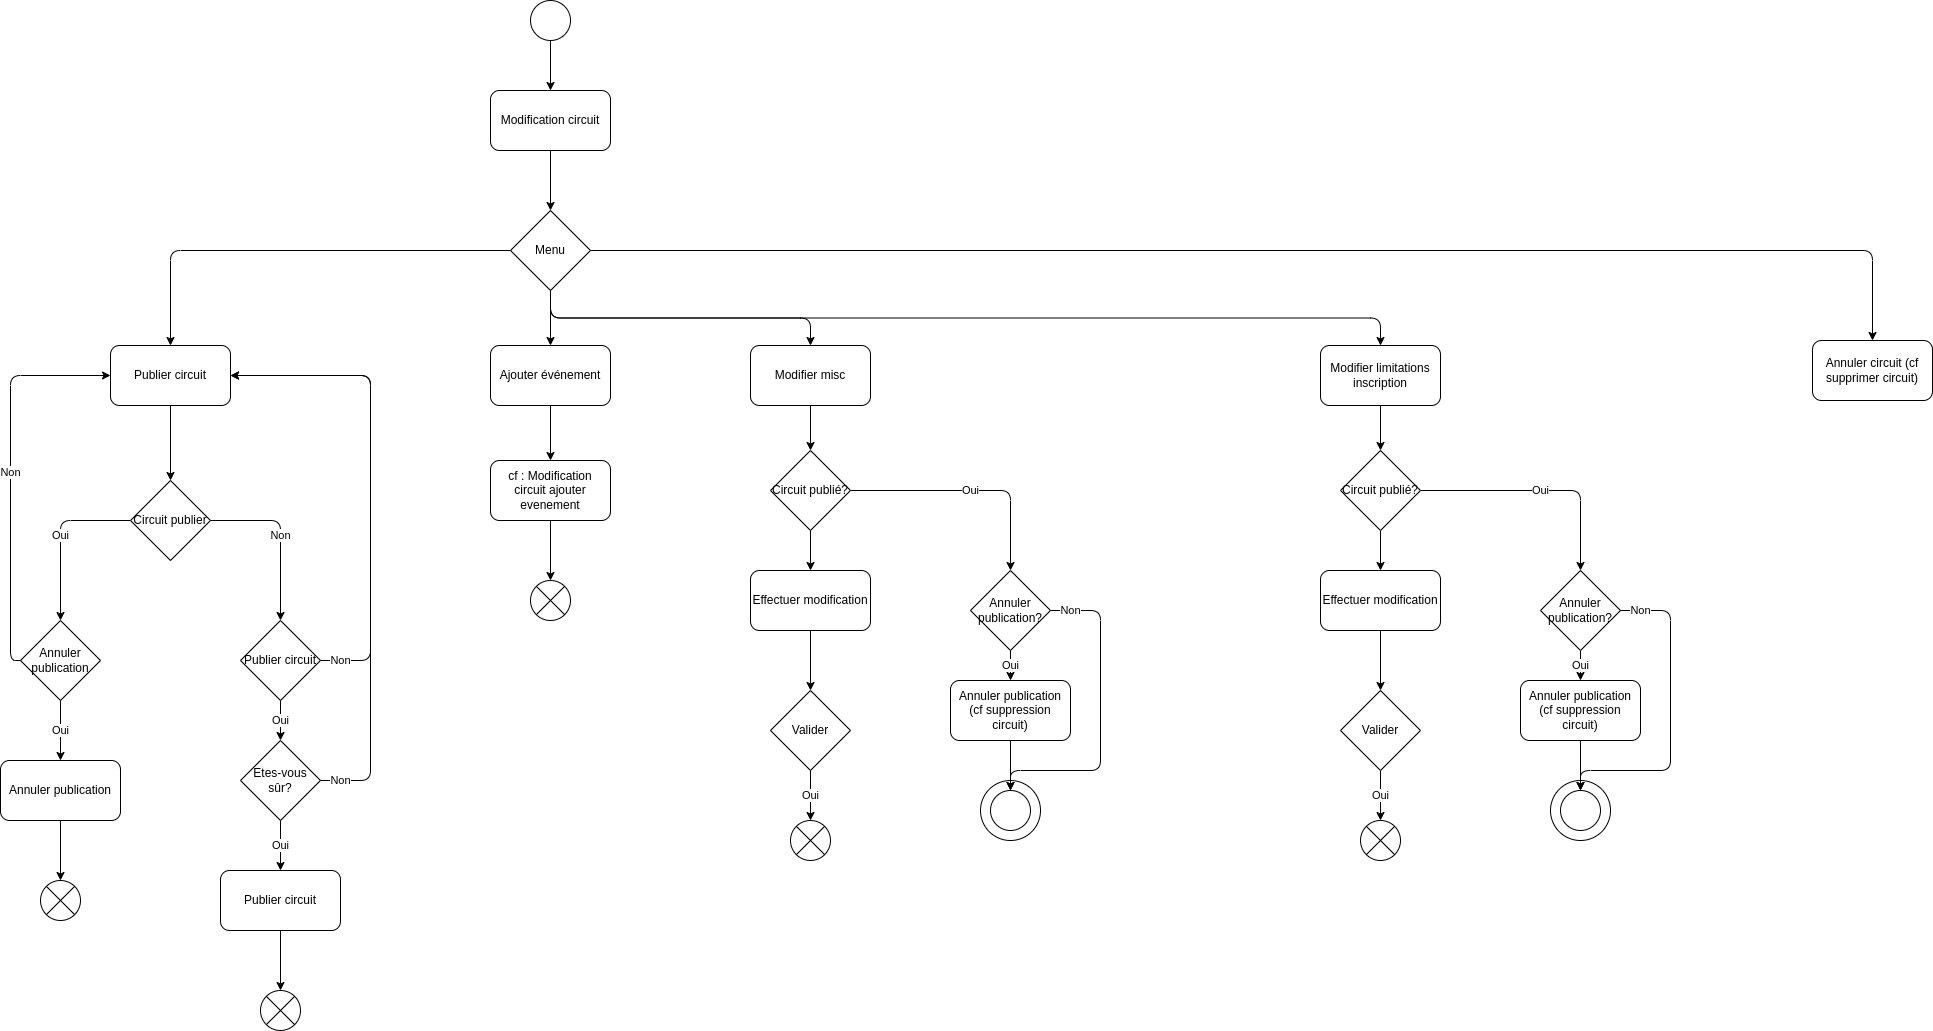 Modification circuit
Menu
Publier circuit
Ajouter événement
Modifier misc
Modifier limitations
inscription
Annuler circuit (cf
supprimer circuit)
Non
Circuit publier
Oui
Non
Annuler
publication
Oui
Annuler publication
Publier circuit
Non
Oui
Etes-vous
sûr?
Non
Oui
Publier circuit
cf : Modification
circuit ajouter
evenement
Circuit publié?
Oui
Effectuer modification
Valider
Oui
Annuler
publication?
Non
Oui
Annuler publication
(cf suppression
circuit)
Circuit publié?
Oui
Effectuer modification
Valider
Oui
Annuler
publication?
Non
Oui
Annuler publication
(cf suppression
circuit)